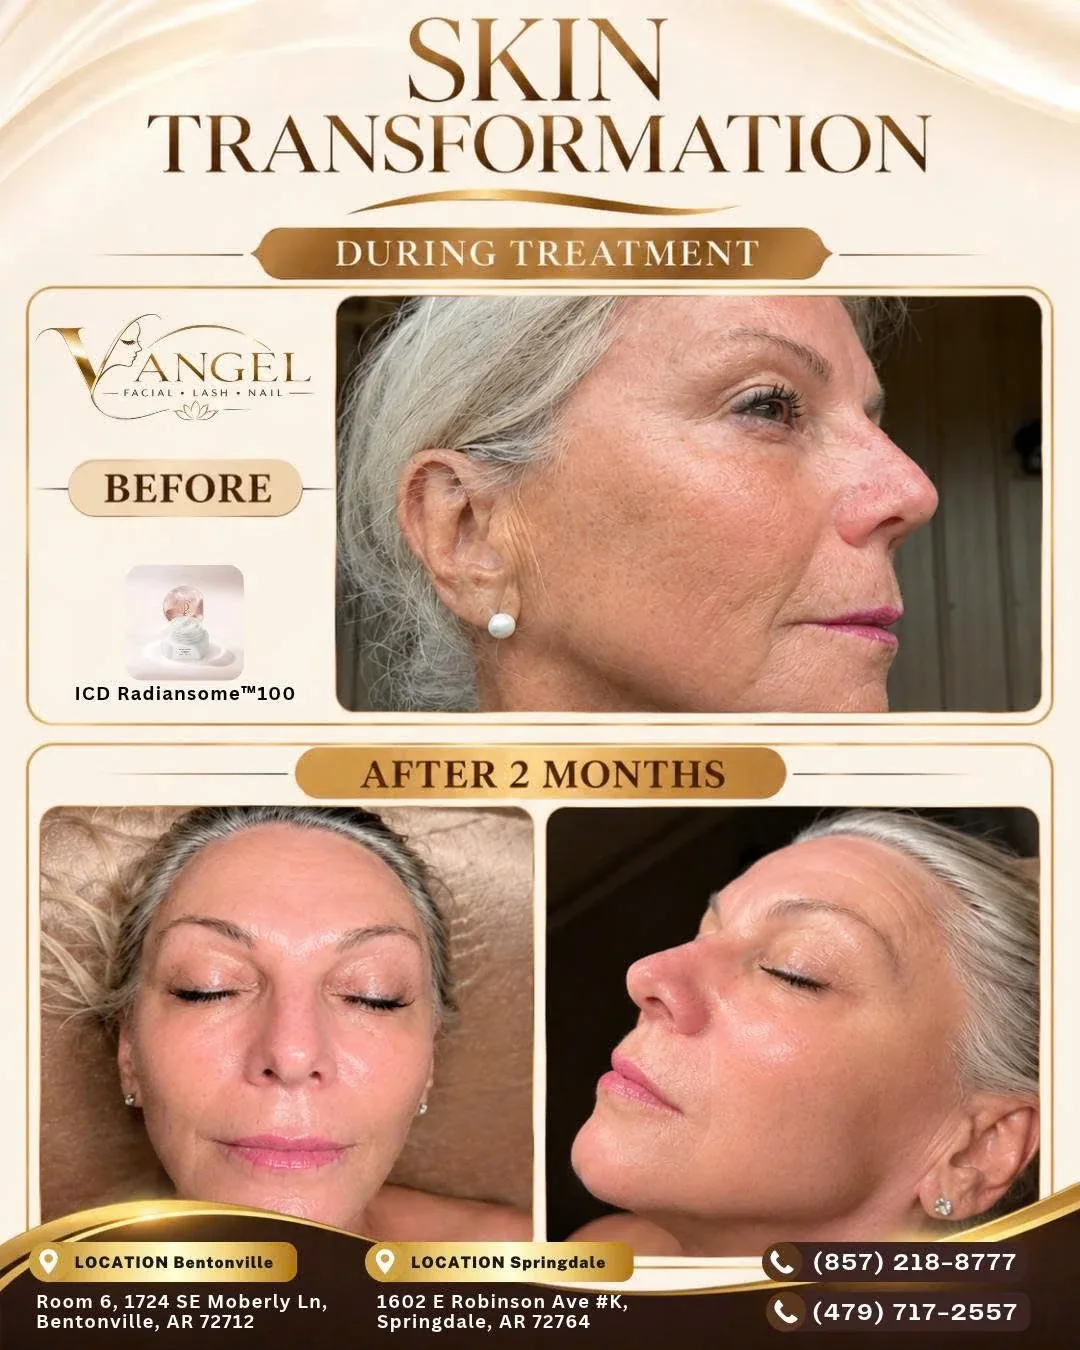 SKIN
TRANSFORMATION
DURING TREATMENT
VANGEL
FACIAL • LASH • NAIL
BEFORE
ICD Radiansome™100
AFTER 2 MONTHS
LOCATION Bentonville
Room 6, 1724 SE Moberly Ln,
Bentonville, AR 72712
LOCATION Springdale
1602 E Robinson Ave #K,
Springdale, AR 72764
(857) 218-8777
(479) 717-2557